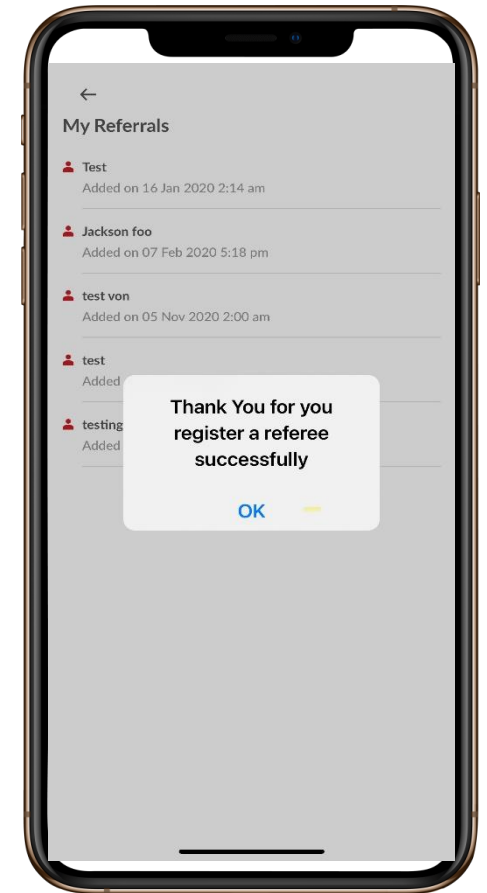 My Referrals
Test
Added on 16 Jan 2020 2:14 am
Jackson foo
Added on 07 Feb 2020 5:18 pm
test von
Added on 05 Nov 2020 2:00 am
test
Added
testing
Added
Thank You for you
register a referee
successfully
OK